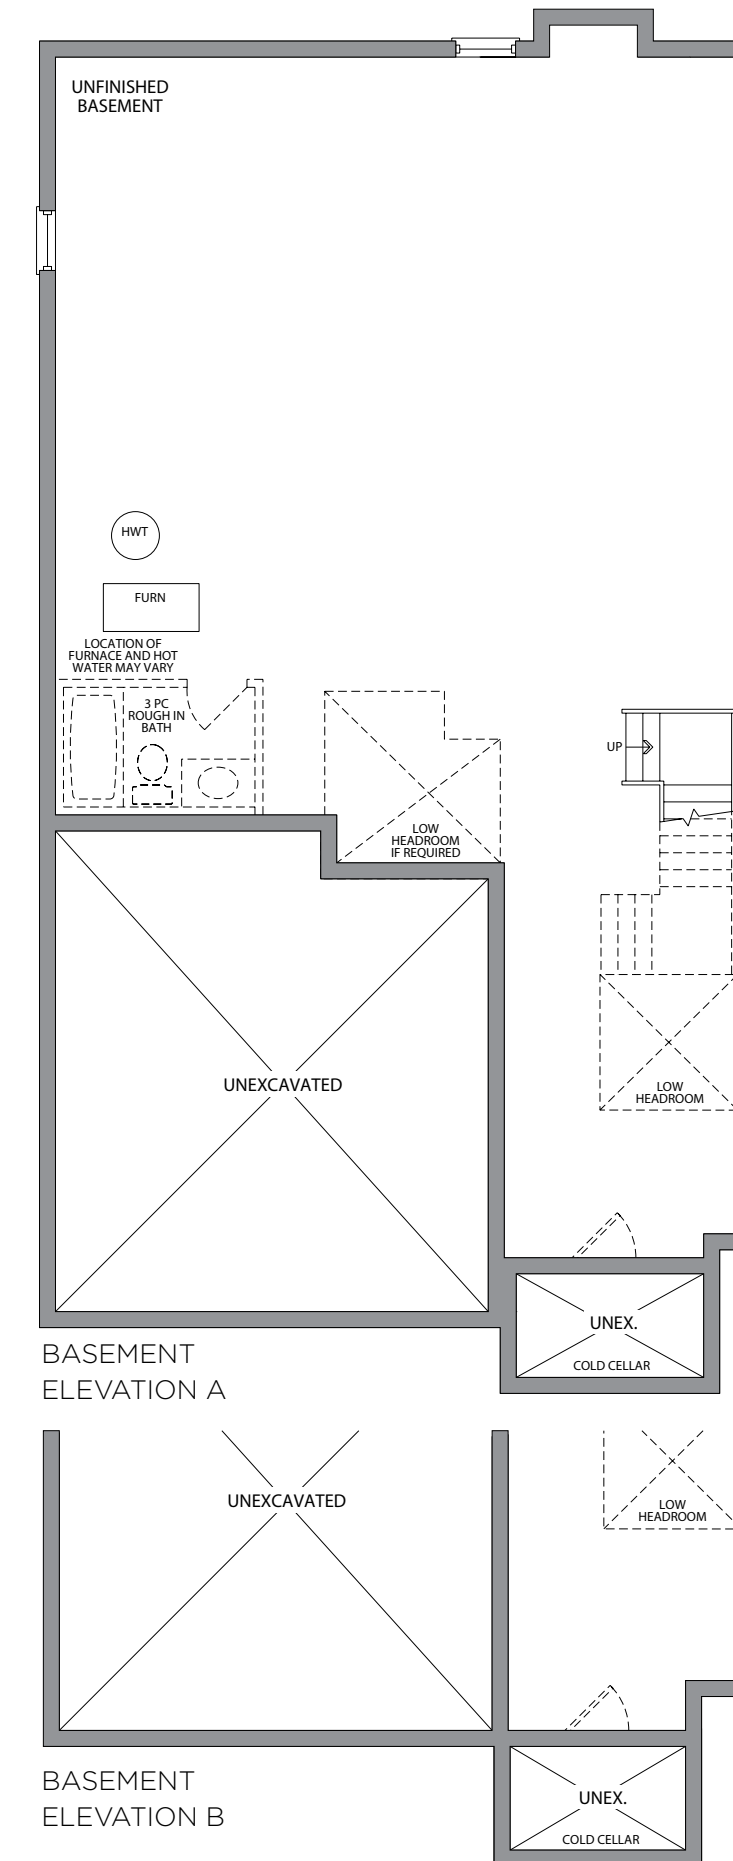 UNFINISHED
BASEMENT
HWT
FURN
LOCATION OF
FURNACE AND HOT
WATER MAY VARY
3 PC
ROUGH IN
BATH
UP
LOW
HEADROOM
IF REQUIRED
UNEXCAVATED
LOW
HEADROOM
UNEX.
COLD CELLAR
BASEMENT
ELEVATION A
UNEXCAVATED
LOW
HEADROOM
UNEX.
COLD CELLAR
BASEMENT
ELEVATION B